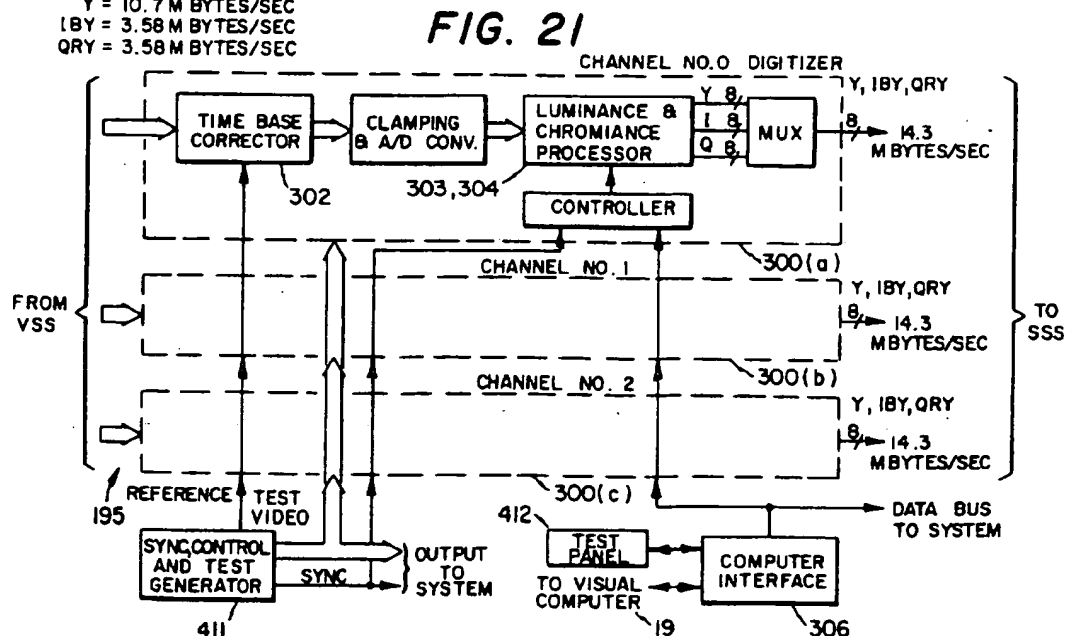 Y = 10.7 M BYTES/SEC
IBY = 3.58 M BYTES/SEC
QRY = 3.58 M BYTES/SEC
FIG. 21
CHANNEL NO.0 DIGITIZER
TIME BASE
CORRECTOR
302
CLAMPING
& A/D CONV.
LUMINANCE &
CHROMIANCE
PROCESSOR
303,304
Y 8
I 8
Q 8
MUX
Y, IBY, QRY
8
14.3
M BYTES/SEC
CONTROLLER
300(a)
FROM
VSS
CHANNEL NO. 1
Y, IBY, QRY
8
14.3
MBYTES/SEC
300(b)
TO
SSS
CHANNEL NO. 2
Y, IBY, QRY
8
14.3
MBYTES/SEC
300(c)
195
REFERENCE
TEST
VIDEO
SYNC,CONTROL
AND TEST
GENERATOR
411
SYNC
OUTPUT
TO
SYSTEM
412
TEST
PANEL
TO VISUAL
COMPUTER
19
COMPUTER
INTERFACE
306
DATA BUS
TO SYSTEM